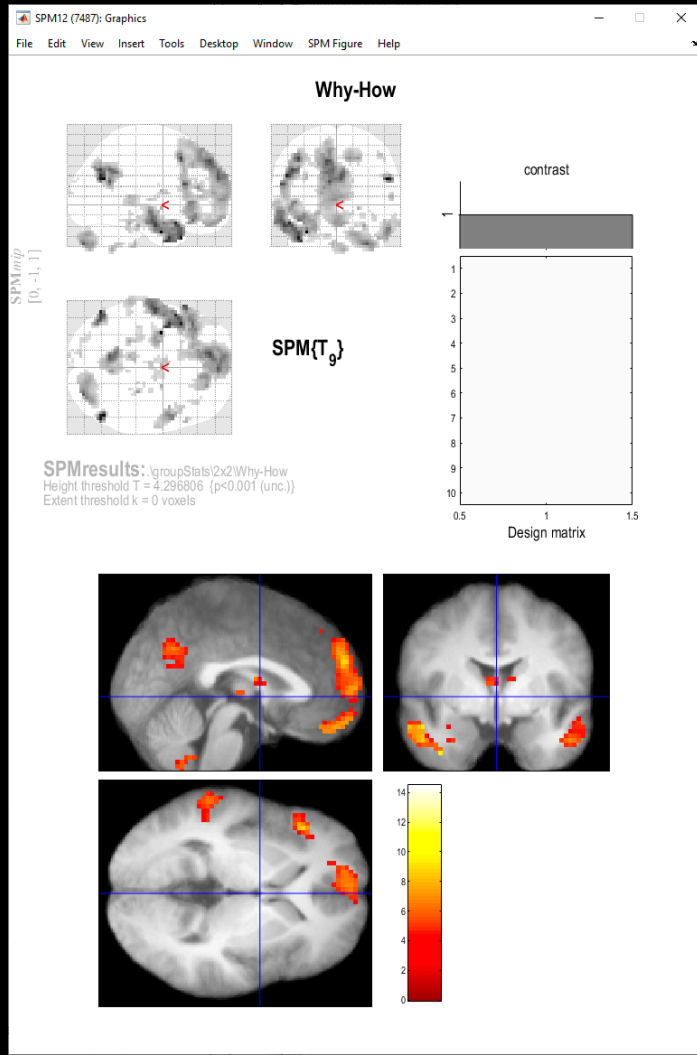 SPM12 (7487): Graphics
File Edit View Insert Tools Desktop Window SPM Figure Help
Why-How
contrast
1
<
<
SPMmip
[0, -1, 1]
<
SPM{T9}
1
2
3
4
5
6
7
8
9
10
0.5 1 1.5
Design matrix
SPMresults: .\groupStats\2x2\Why-How
Height threshold T = 4.296806 {p<0.001 (unc.)}
Extent threshold k = 0 voxels
14
12
10
8
6
4
2
0